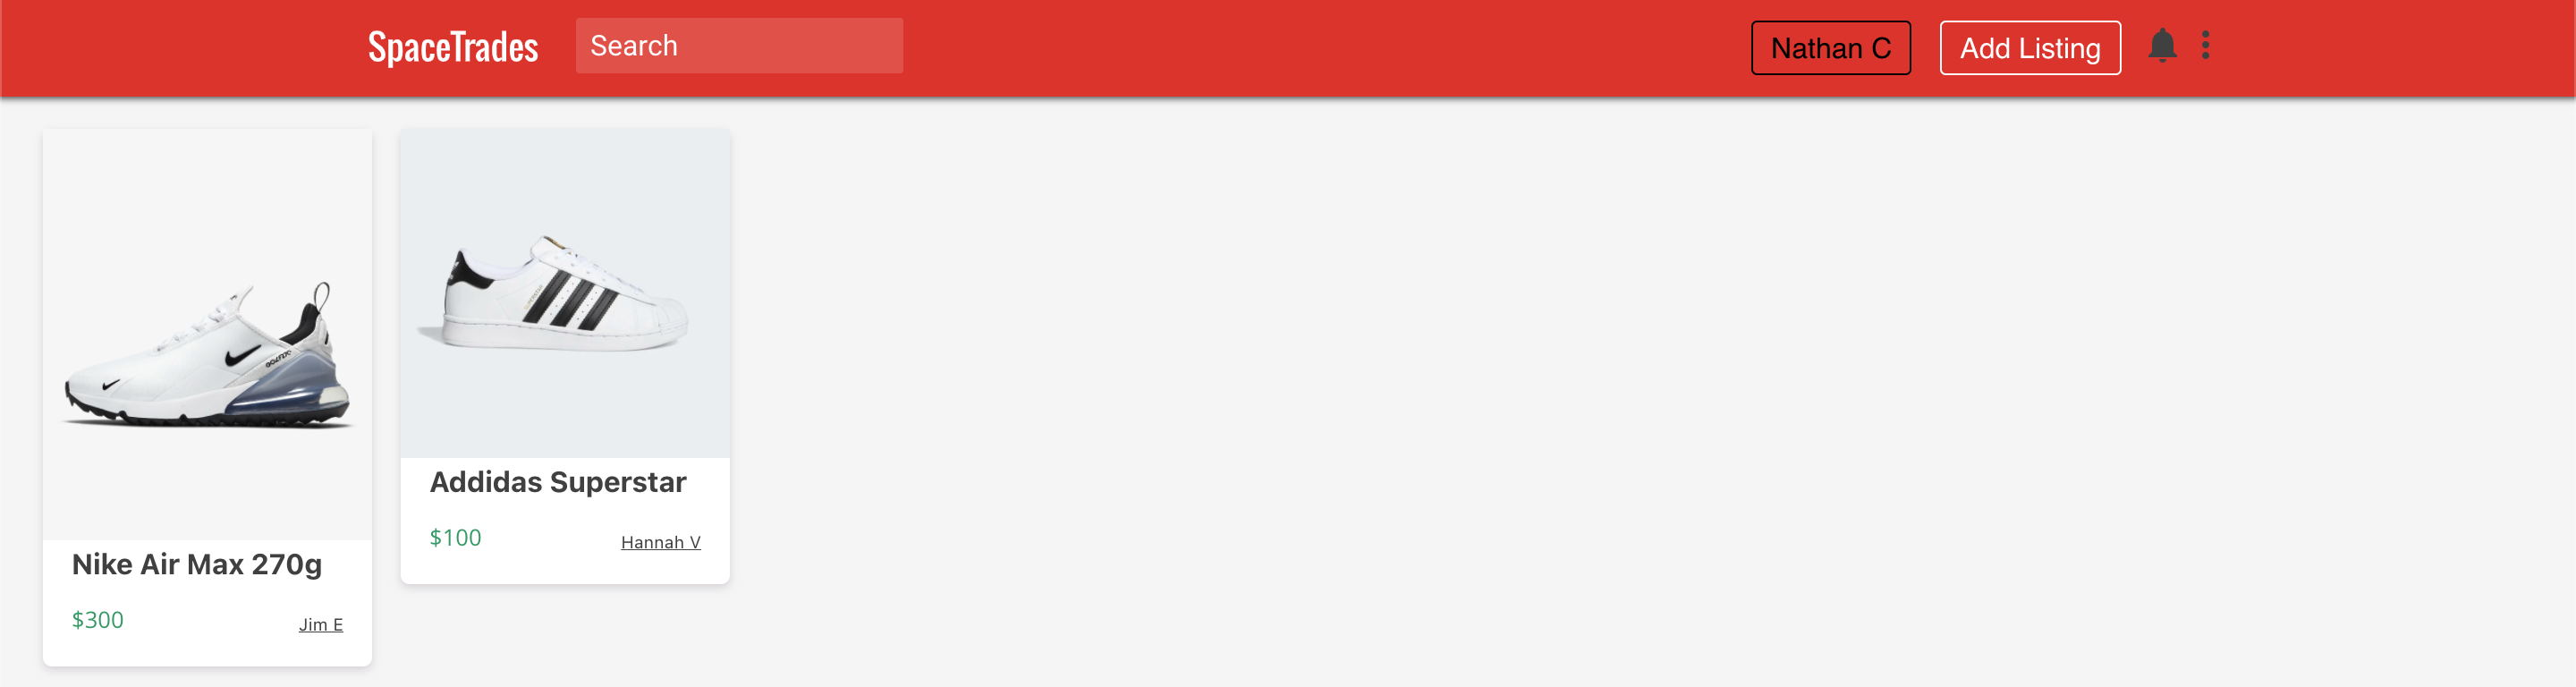 SpaceTrades
Search
Nathan C
Add Listing
Nike Air Max 270g
$300
Jim E
Addidas Superstar
$100
Hannah V